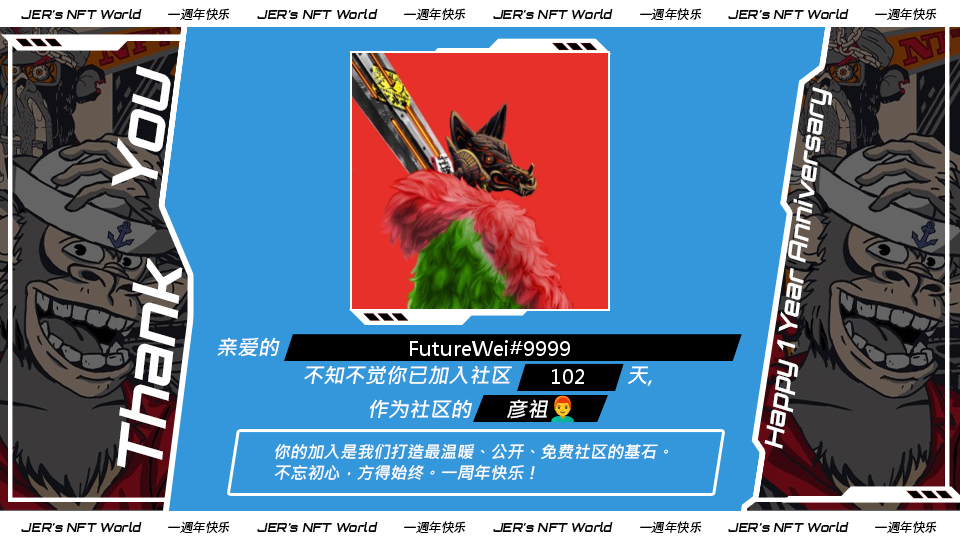 JER's NFT World 一週年快乐 JER's NFT World 一週年快乐 JER's NFT World 一週年快乐 JER's NFT World 一週年快乐
Thank You
亲爱的 FutureWei#9999
不知不觉你已加入社区 102 天,
作为社区的 彦祖👨‍🦰
你的加入是我们打造最温暖、公开、免费社区的基石。
不忘初心，方得始终。一周年快乐！
Happy 1 Year Anniversary
JER's NFT World 一週年快乐 JER's NFT World 一週年快乐 JER's NFT World 一週年快乐 JER's NFT World 一週年快乐